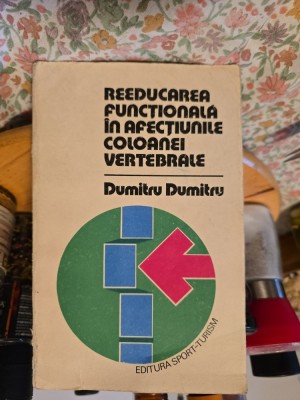 REEDUCAREA
FUNCȚIONALĂ
ÎN AFECȚIUNILE
COLOANEI
VERTEBRALE
Dumitru Dumitru
EDITURA SPORT-TURISM